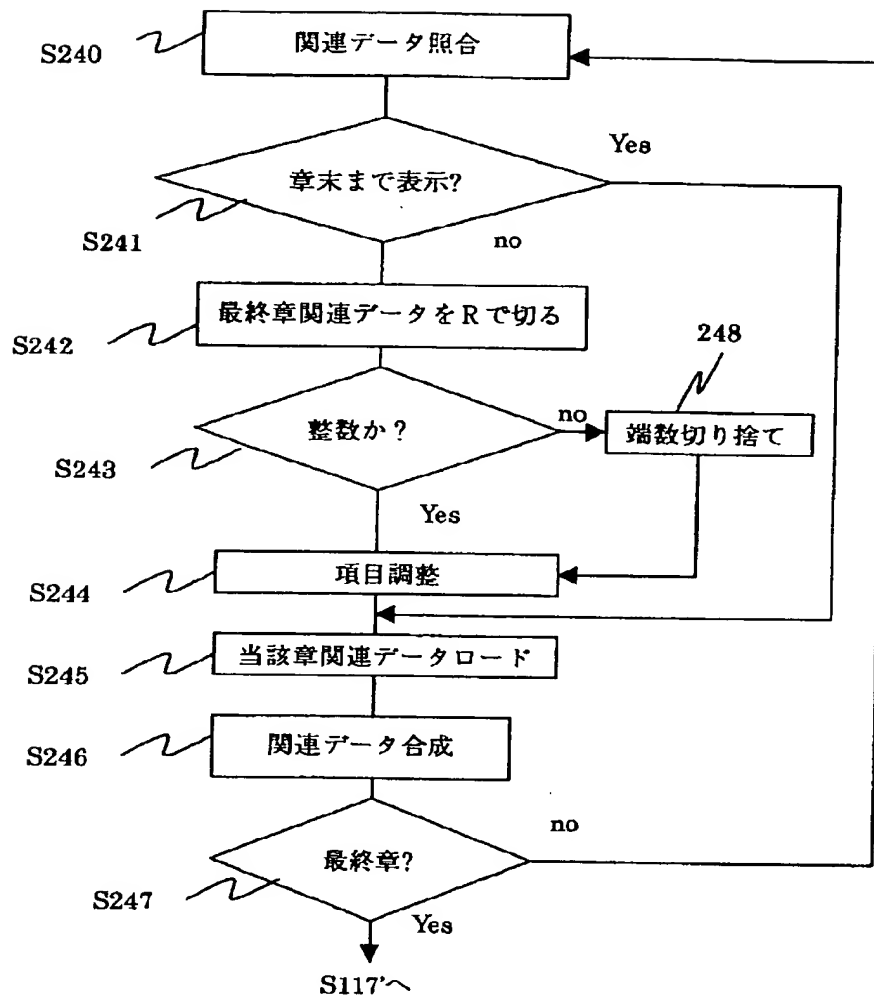 S240
関連データ照合
Yes
章末まで表示?
S241
no
最終章関連データをRで切る
S242
248
整数か?
no
端数切り捨て
S243
Yes
項目調整
S244
当該章関連データロード
S245
関連データ合成
S246
no
最終章?
S247
Yes
S117'へ